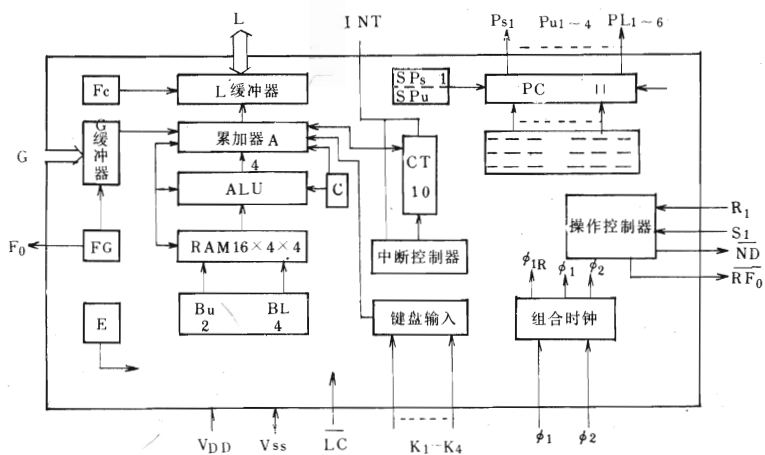 L
INT
Ps1
Pu1~4
PL1~6
Fc
L缓冲器
SPs 1
SPu
PC 11
G
G缓冲器
累加器A
4
CT
10
ALU
C
F0
FG
RAM16×4×4
中断控制器
操作控制器
R1
S1
N̅D̅
R̅F̅0̅
ϕ1R
ϕ1
ϕ2
E
Bu
2
BL
4
键盘输入
组合时钟
VDD
Vss
L̅C̅
K1~K4
ϕ1
ϕ2